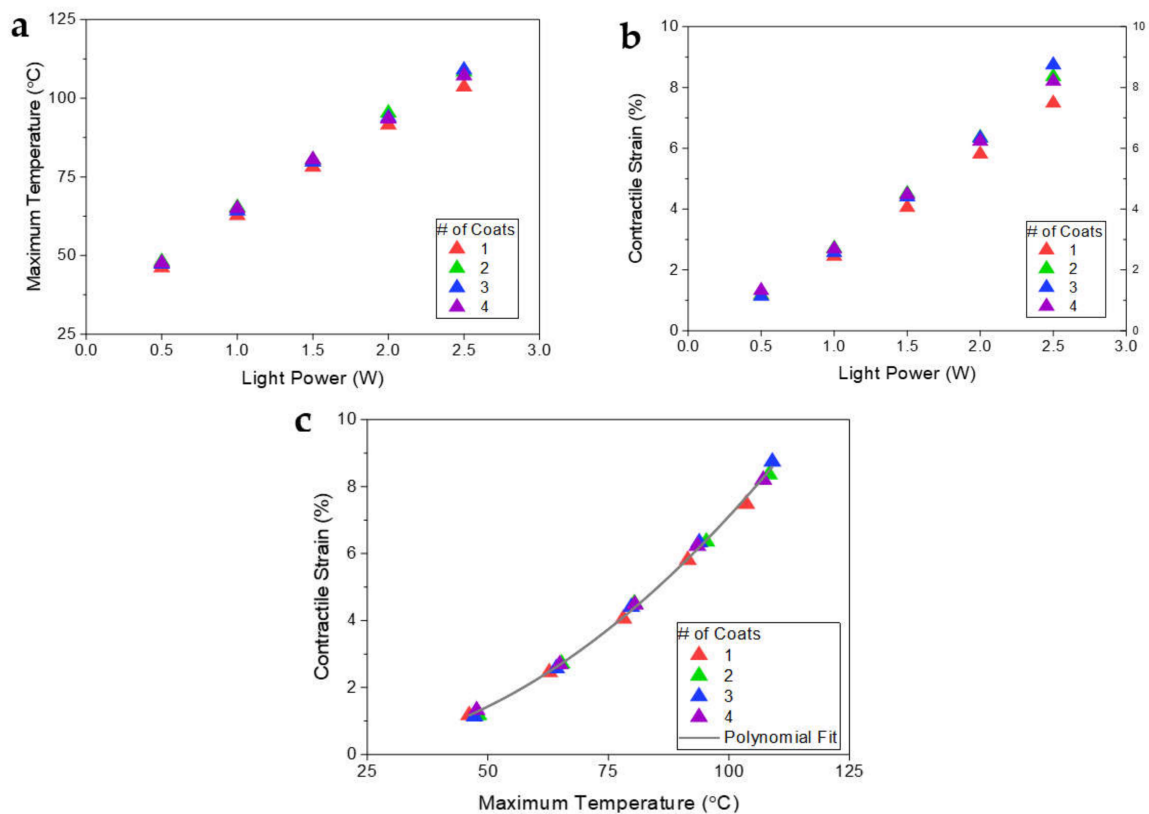 a
125
100
75
50
25
Maximum Temperature (°C)
0.0 0.5 1.0 1.5 2.0 2.5 3.0
Light Power (W)
# of Coats
1
2
3
4
b
10
8
6
4
2
0
Contractile Strain (%)
10
8
6
4
2
0
0.0 0.5 1.0 1.5 2.0 2.5 3.0
Light Power (W)
# of Coats
1
2
3
4
c
10
8
6
4
2
0
Contractile Strain (%)
25 50 75 100 125
Maximum Temperature (°C)
# of Coats
1
2
3
4
Polynomial Fit